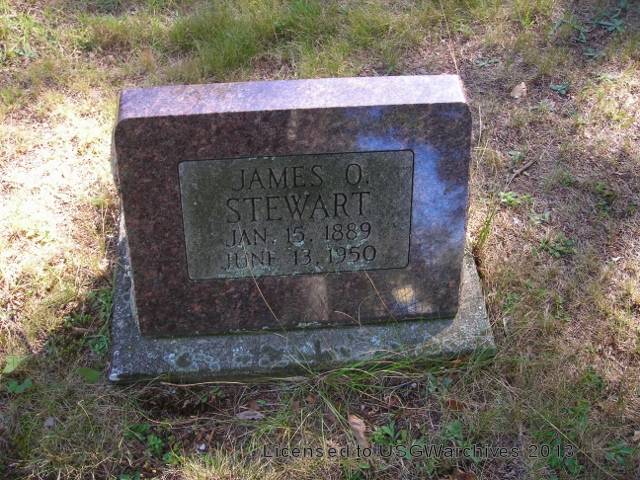 JAMES O.
STEWART
JAN. 15, 1889
JUNE 13, 1950
Licensed to USGWarchives 2013